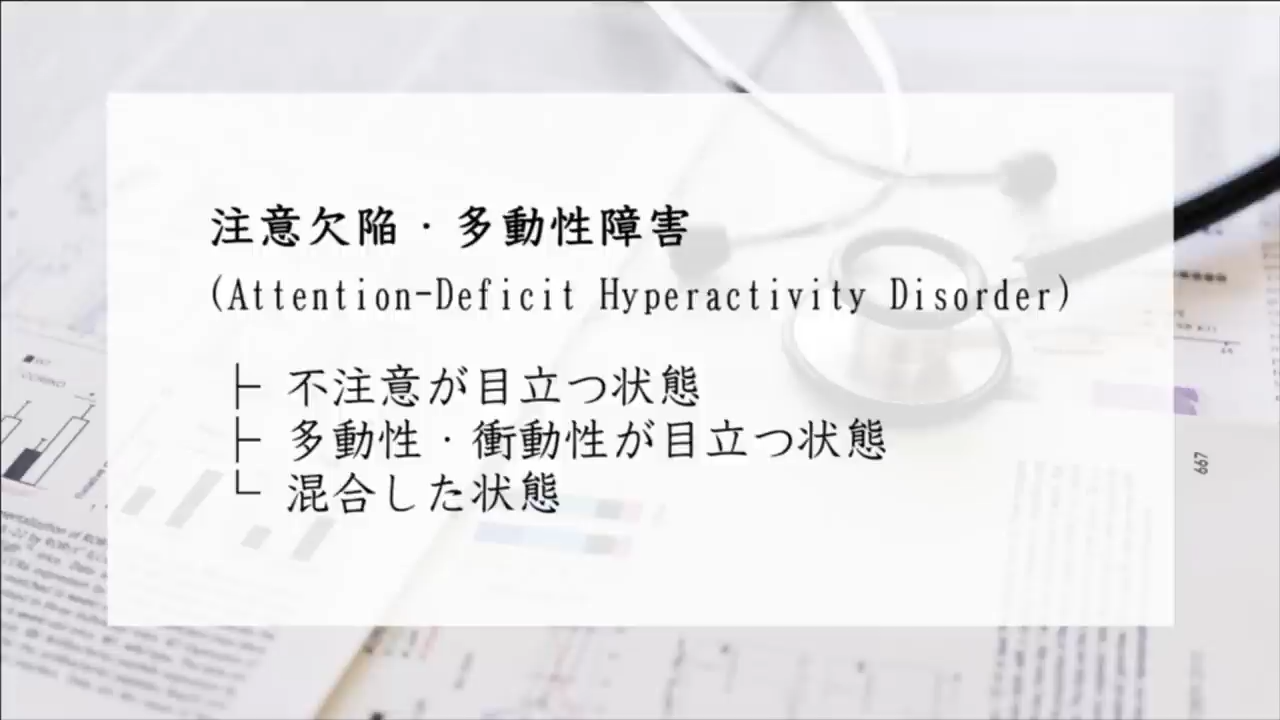 注意欠陥・多動性障害
(Attention-Deficit Hyperactivity Disorder)
├ 不注意が目立つ状態
├ 多動性・衝動性が目立つ状態
└ 混合した状態
667